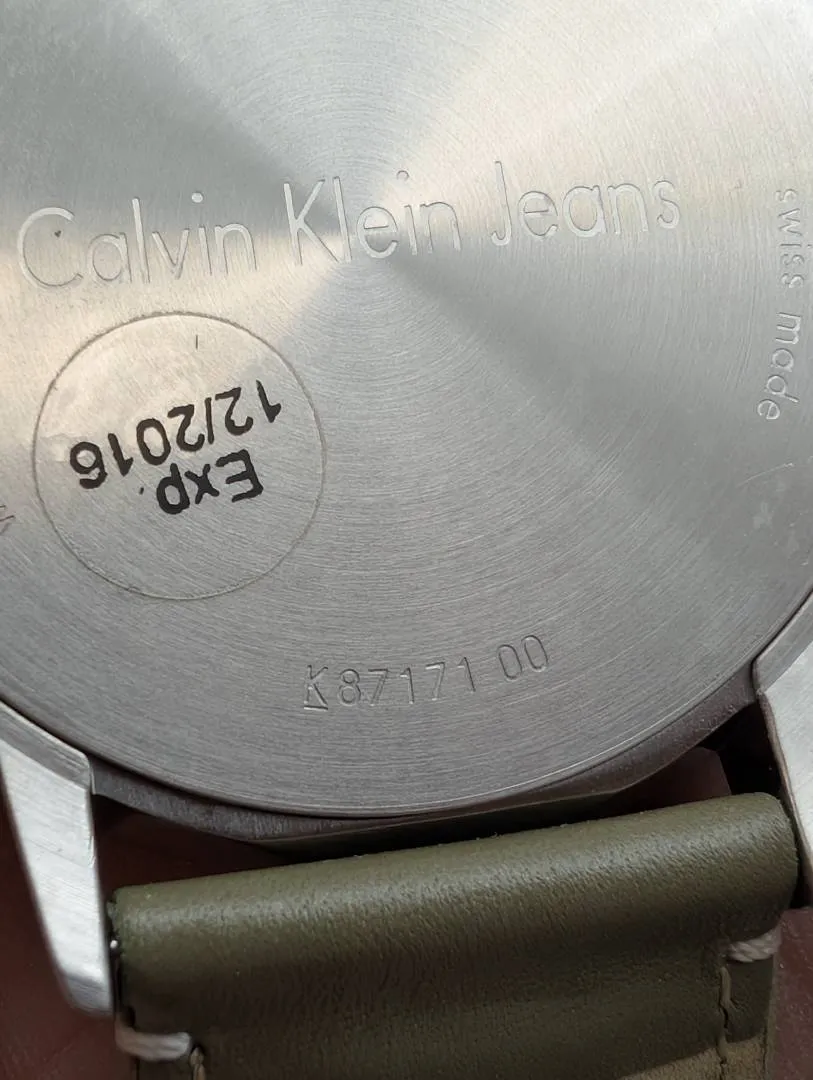 Calvin Klein Jeans
swiss made
Exp.
12/2016
K87171 00